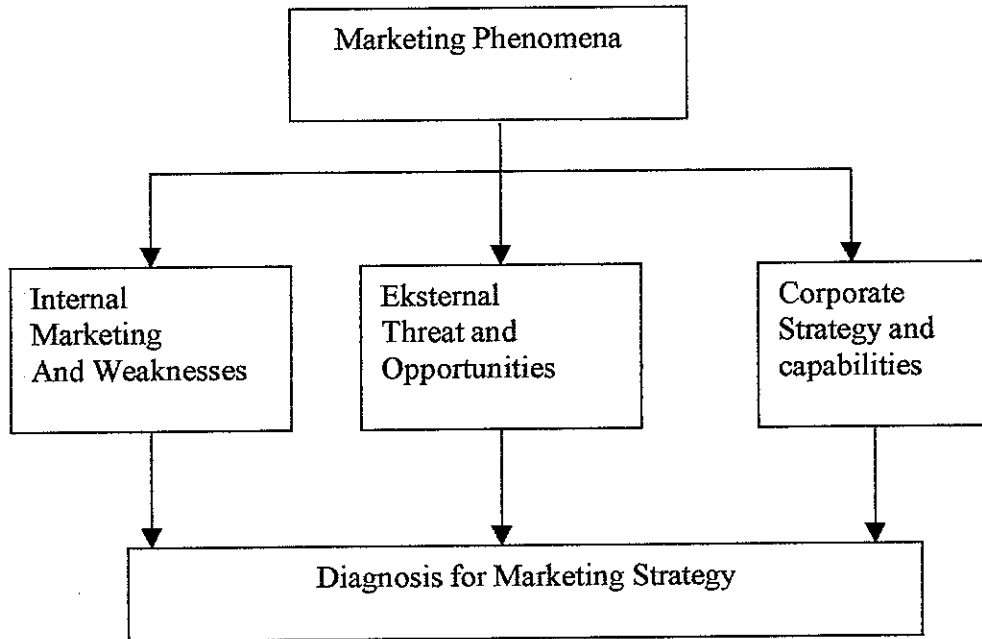 Marketing Phenomena
Internal
Marketing
And Weaknesses
Eksternal
Threat and
Opportunities
Corporate
Strategy and
capabilities
Diagnosis for Marketing Strategy